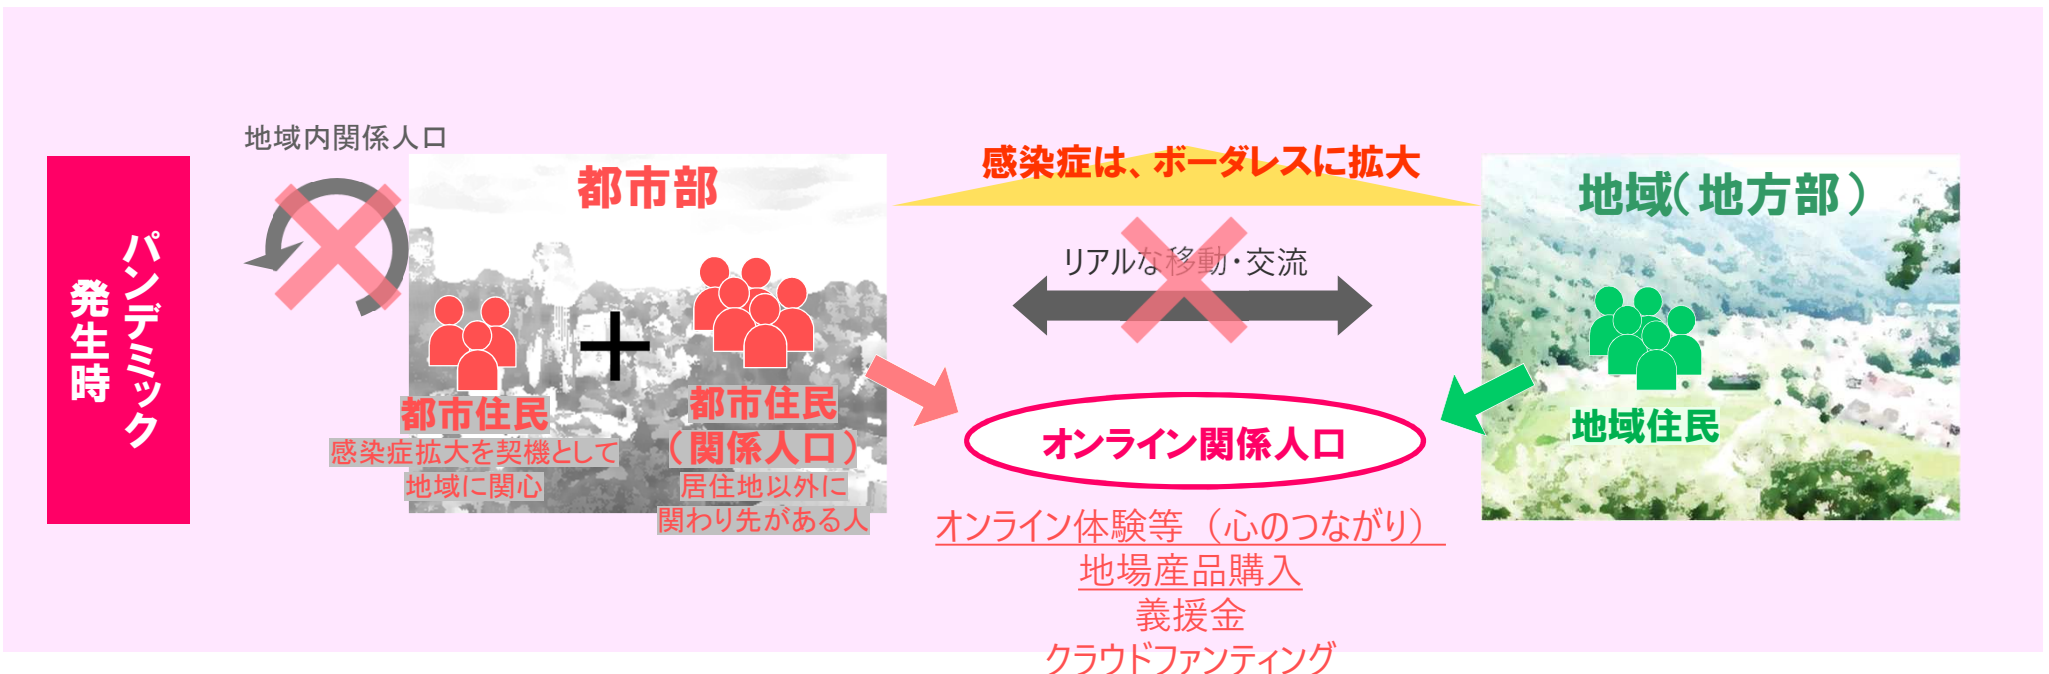 パンデミック
発生時
地域内関係人口
都市部
都市住民
感染症拡大を契機として
地域に関心
都市住民
（関係人口）
居住地以外に
関わり先がある人
感染症は、ボーダレスに拡大
リアルな移動・交流
オンライン関係人口
オンライン体験等（心のつながり）
地場産品購入
義援金
クラウドファンティング
地域（地方部）
地域住民